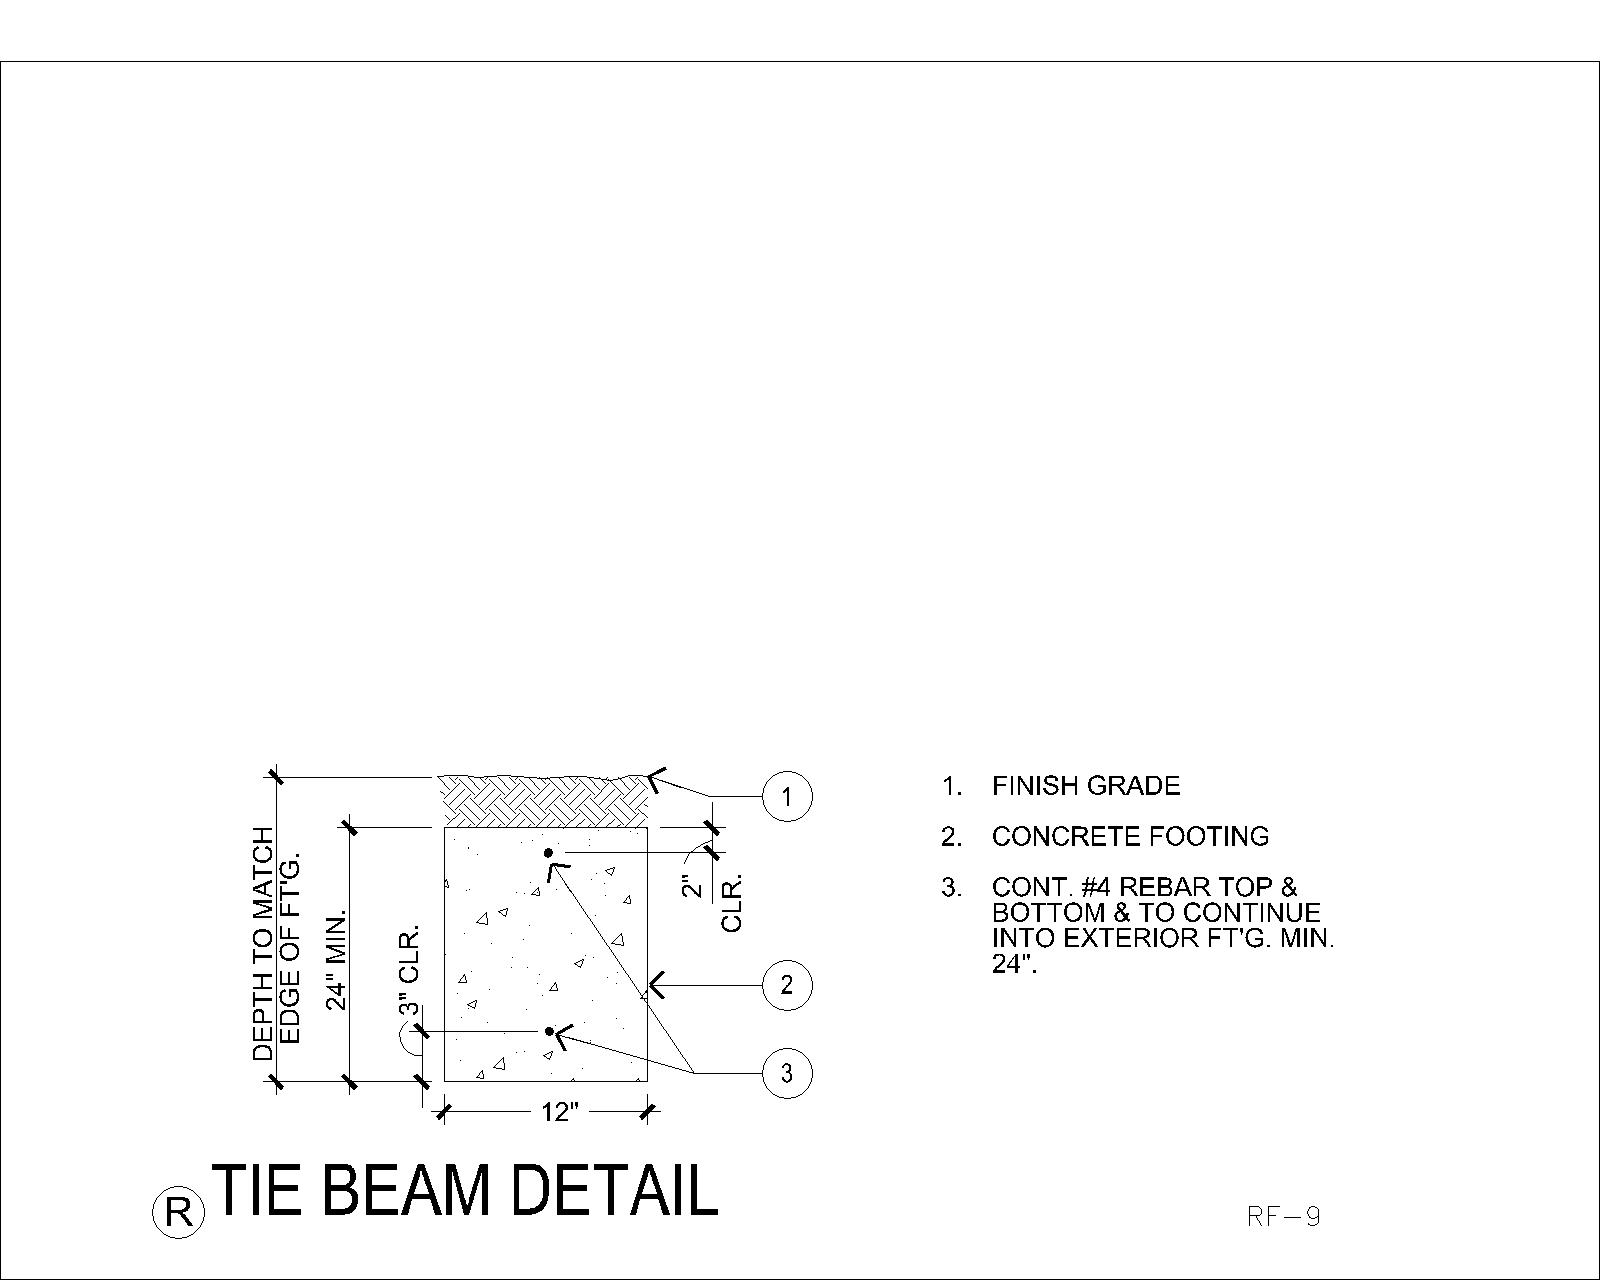 DEPTH TO MATCH
EDGE OF FT'G.
24" MIN.
3" CLR.
12"
2"
CLR.
1
2
3
1. FINISH GRADE
2. CONCRETE FOOTING
3. CONT. #4 REBAR TOP &
BOTTOM & TO CONTINUE
INTO EXTERIOR FT'G. MIN.
24".
R TIE BEAM DETAIL
RF-9